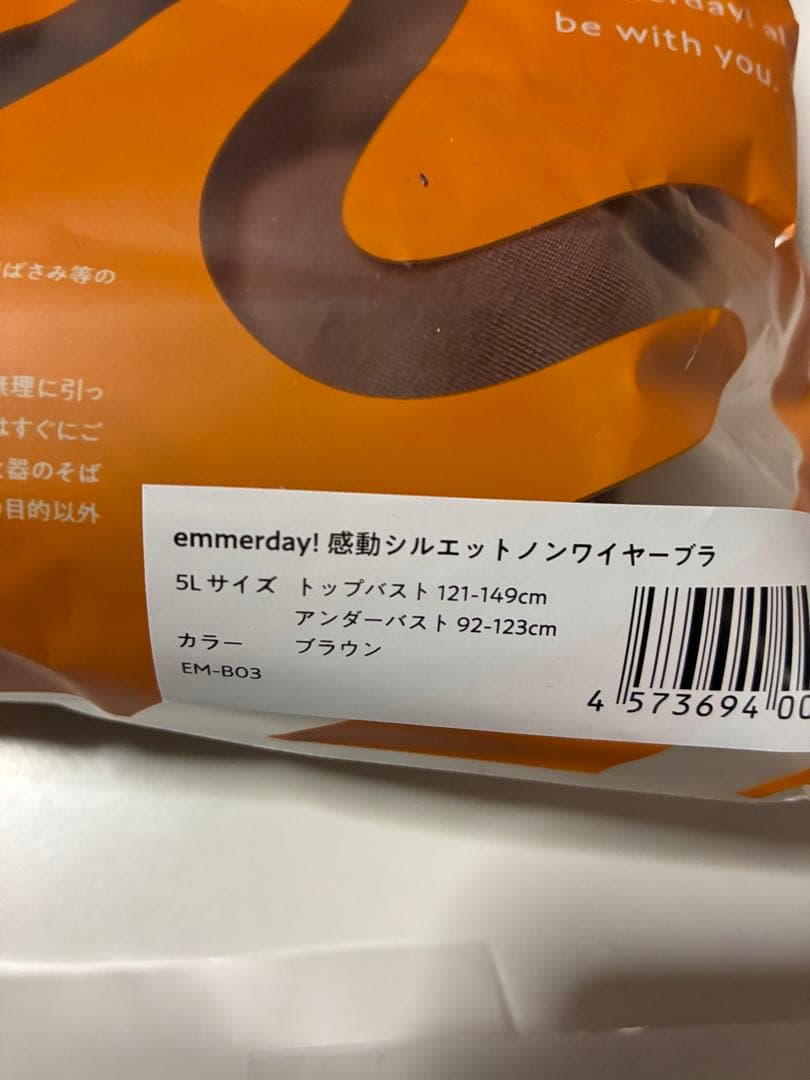 be with you.
ばさみ等の
無理に引っ
はすぐにご
器のそば
目的以外
emmerday! 感動シルエットノンワイヤーブラ
5L サイズ トップバスト 121-149cm
アンダーバスト 92-123cm
カラー ブラウン
EM-B03
4 573694 00